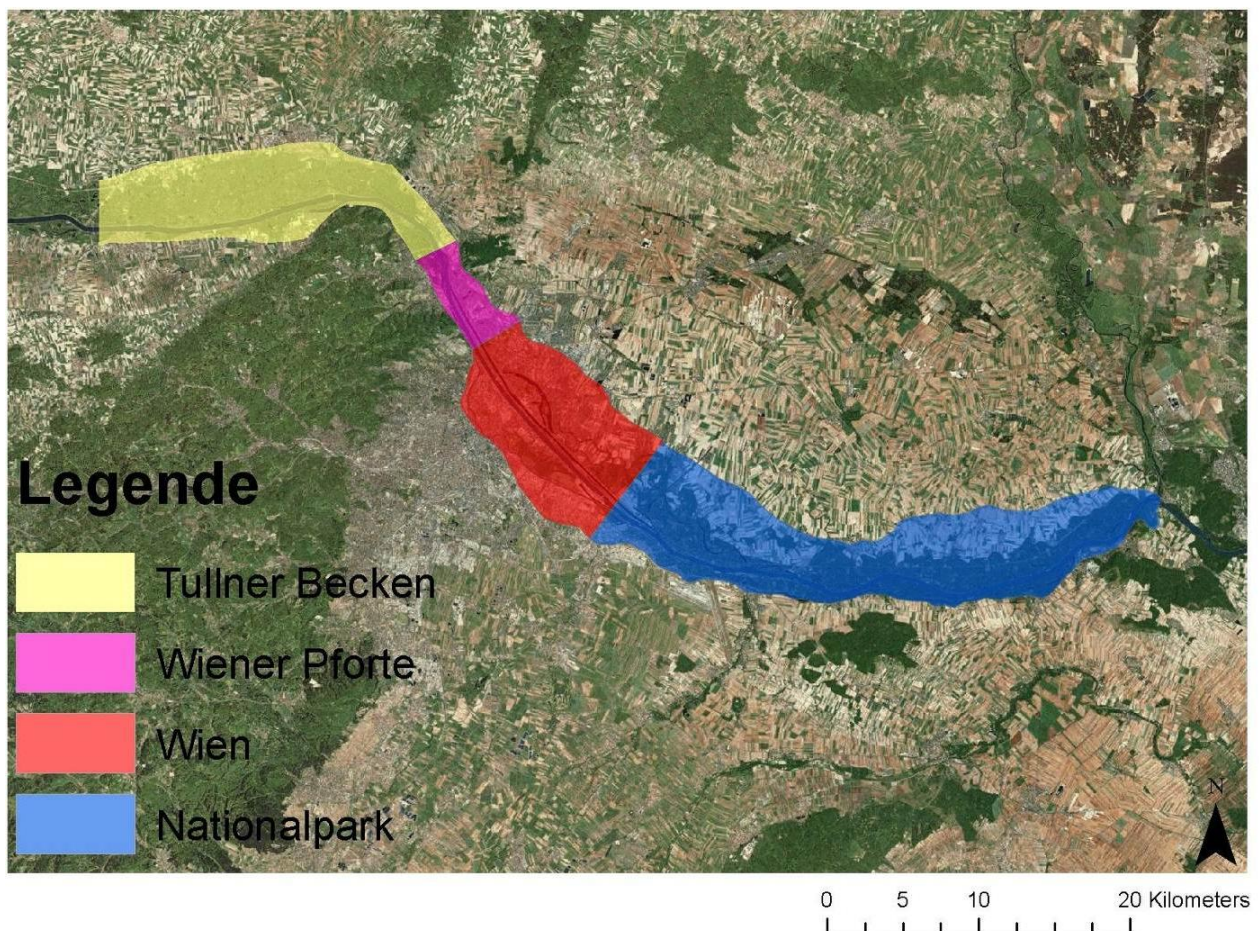 Legende
Tullner Becken
Wiener Pforte
Wien
Nationalpark
N
0 5 10 20 Kilometers